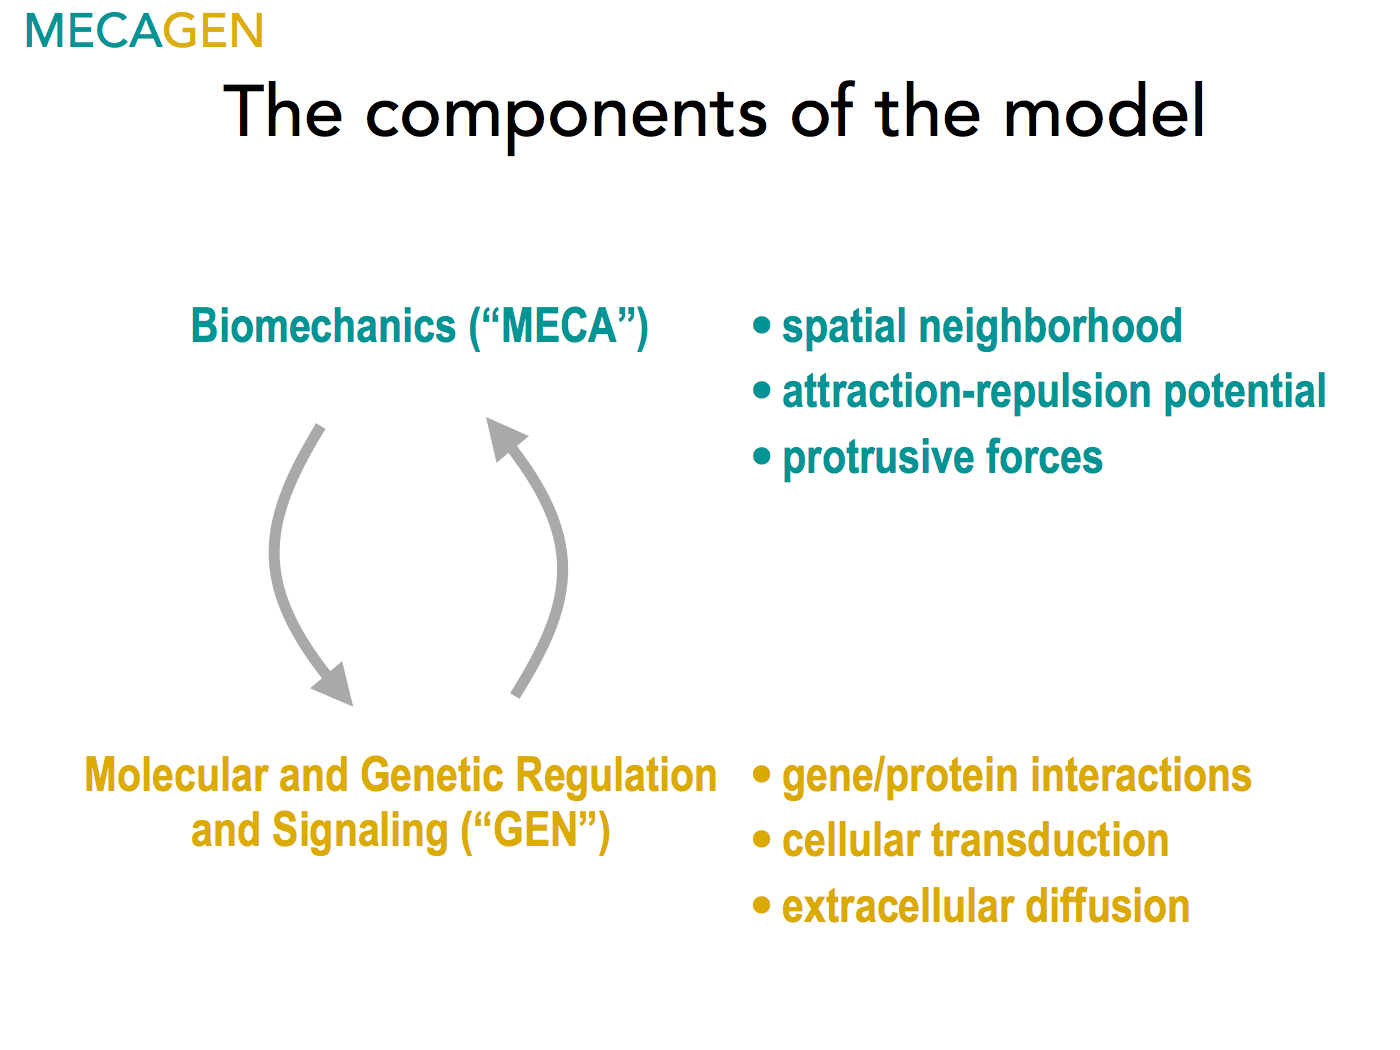 MECAGEN
The components of the model
Biomechanics (“MECA”)
• spatial neighborhood
• attraction-repulsion potential
• protrusive forces
Molecular and Genetic Regulation
and Signaling (“GEN”)
• gene/protein interactions
• cellular transduction
• extracellular diffusion